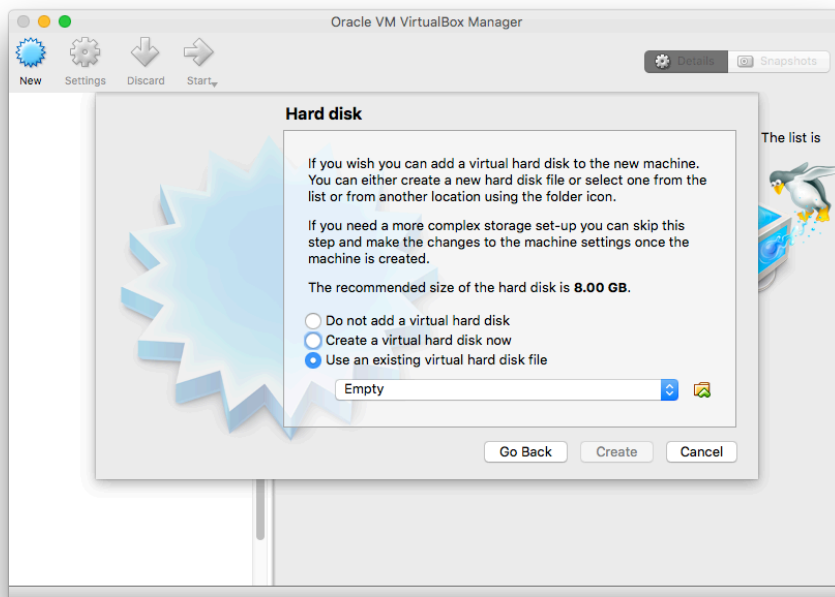 Oracle VM VirtualBox Manager
New
Settings
Discard
Start
Details
Snapshots
Hard disk
The list is
If you wish you can add a virtual hard disk to the new machine.
You can either create a new hard disk file or select one from the
list or from another location using the folder icon.
If you need a more complex storage set-up you can skip this
step and make the changes to the machine settings once the
machine is created.
The recommended size of the hard disk is 8.00 GB.
Do not add a virtual hard disk
Create a virtual hard disk now
Use an existing virtual hard disk file
Empty
Go Back
Create
Cancel